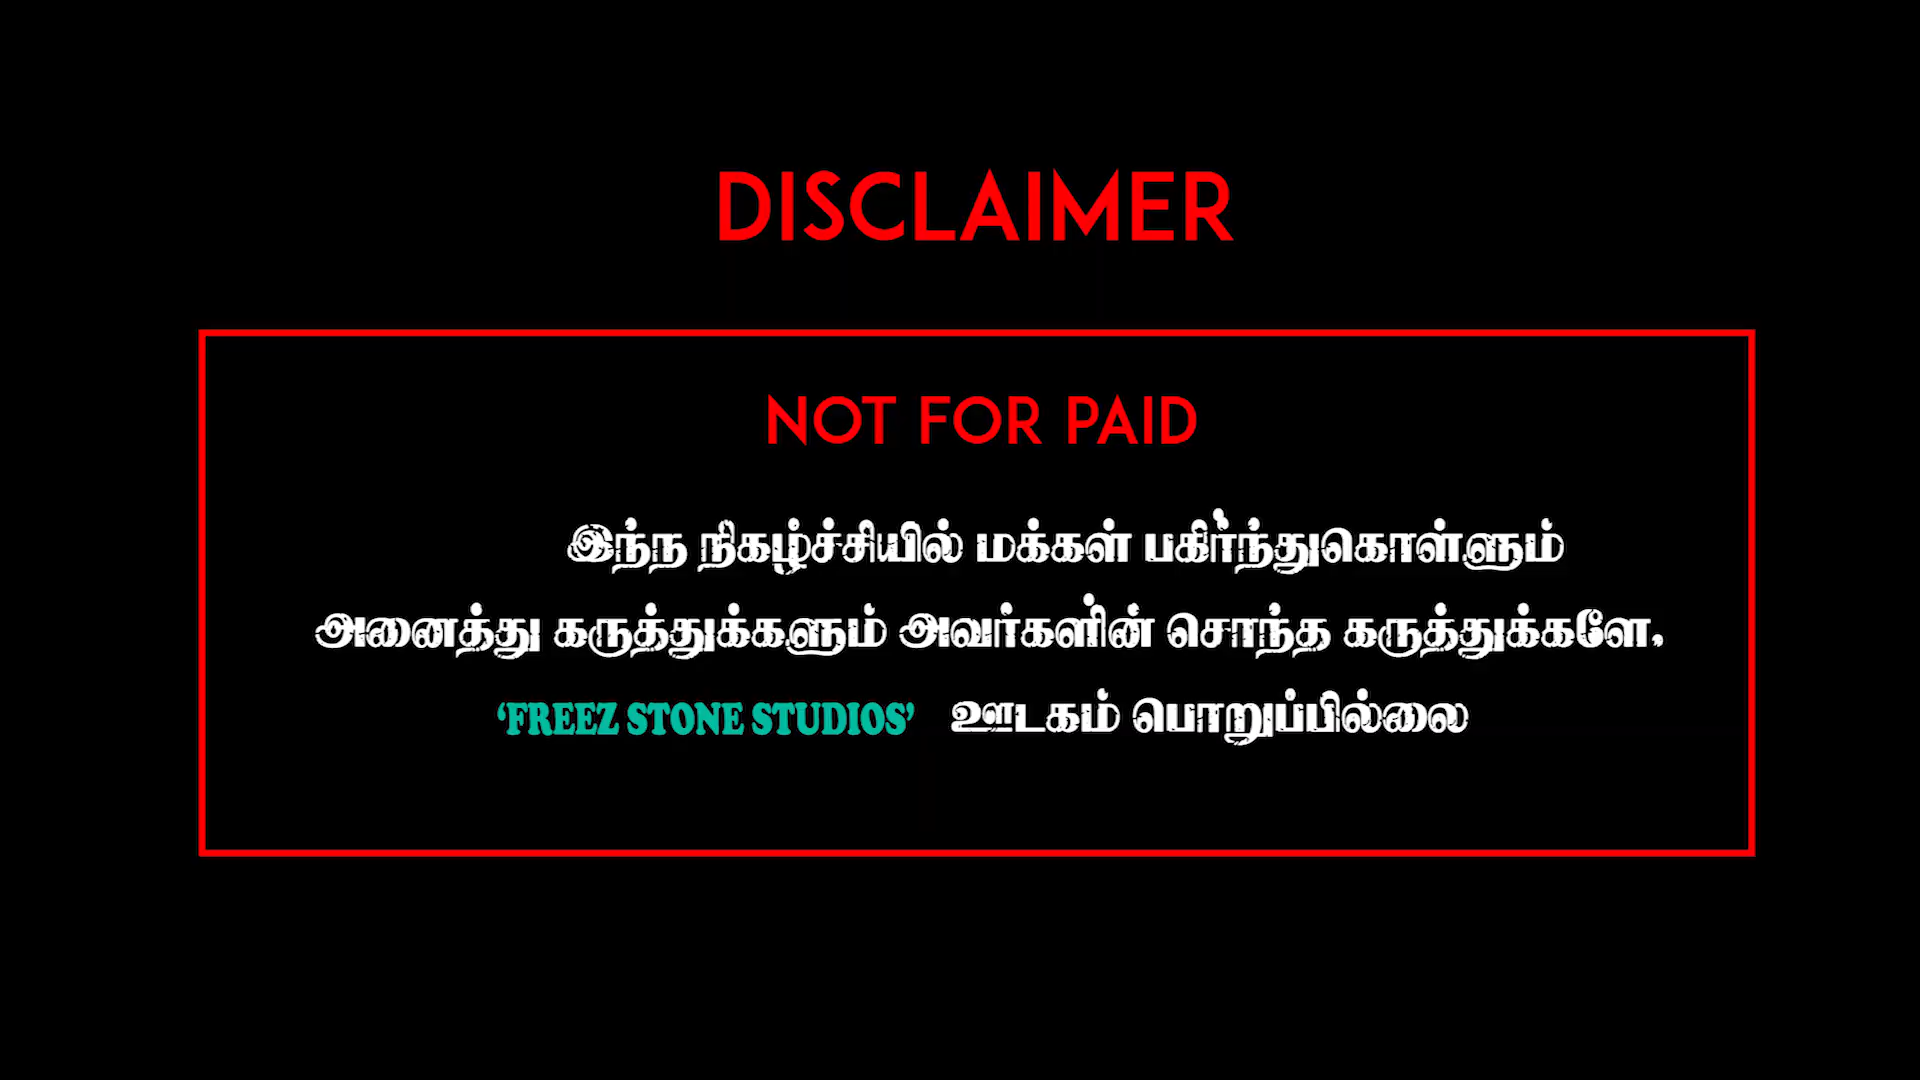 DISCLAIMER
NOT FOR PAID
இந்த நிகழ்ச்சியில் மக்கள் பகிர்ந்துகொள்ளும்
அனைத்து கருத்துக்களும் அவர்களின் சொந்த கருத்துக்களே,
‘FREEZ STONE STUDIOS’ ஊடகம் பொறுப்பில்லை